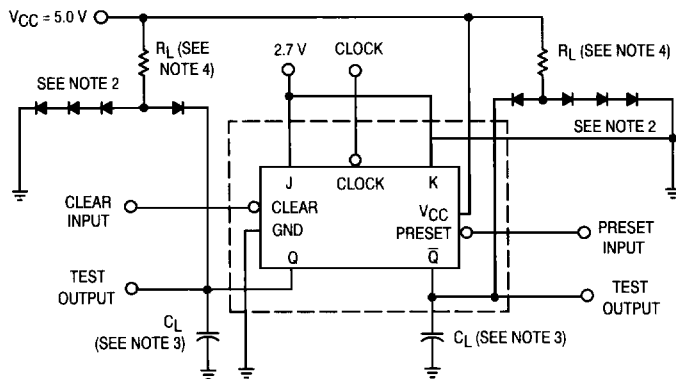 VCC = 5.0 V
RL (SEE
NOTE 4)
2.7 V
CLOCK
RL (SEE NOTE 4)
SEE NOTE 2
SEE NOTE 2
J
CLOCK
K
CLEAR
INPUT
CLEAR
GND
VCC
PRESET
PRESET
INPUT
Q
Q̅
TEST
OUTPUT
TEST
OUTPUT
CL
(SEE NOTE 3)
CL (SEE NOTE 3)